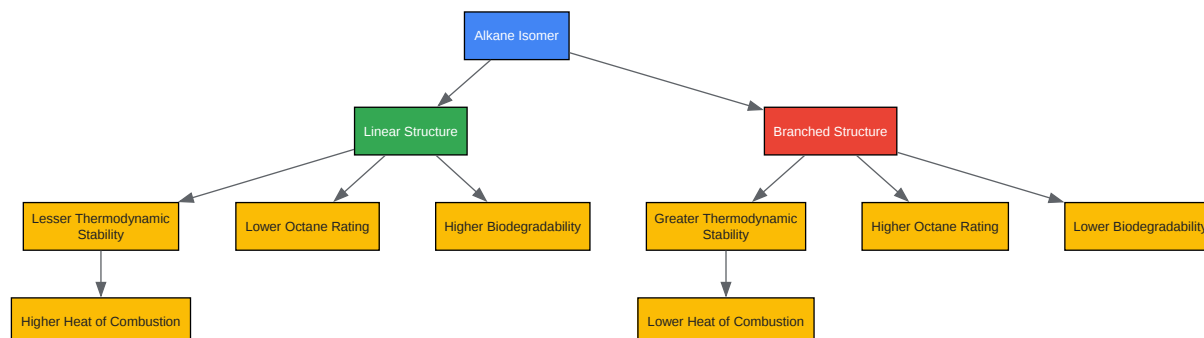 Alkane Isomer
Linear Structure
Branched Structure
Lesser Thermodynamic
Stability
Lower Octane Rating
Higher Biodegradability
Greater Thermodynamic
Stability
Higher Octane Rating
Lower Biodegradability
Higher Heat of Combustion
Lower Heat of Combustion